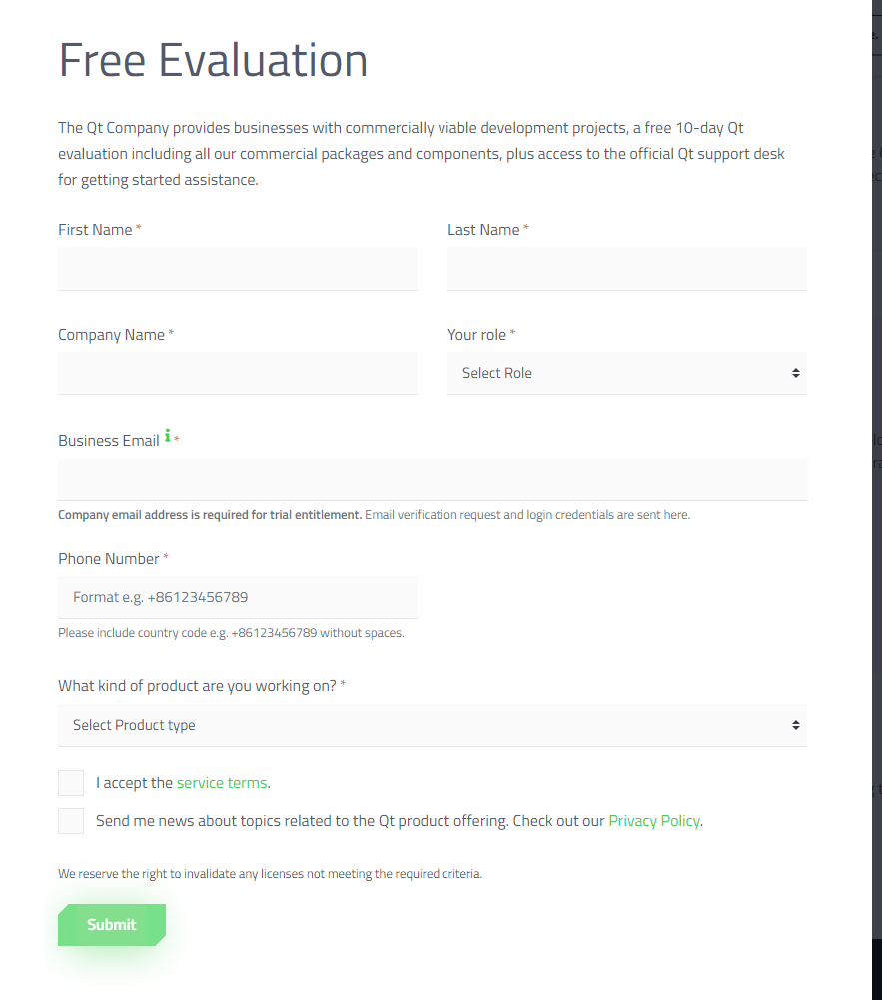 Free Evaluation
The Qt Company provides businesses with commercially viable development projects, a free 10-day Qt
evaluation including all our commercial packages and components, plus access to the official Qt support desk
for getting started assistance.
First Name *
Last Name *
Company Name *
Your role *
Select Role
Business Email *
Company email address is required for trial entitlement. Email verification request and login credentials are sent here.
Phone Number *
Format e.g. +86123456789
Please include country code e.g. +86123456789 without spaces.
What kind of product are you working on? *
Select Product type
I accept the service terms.
Send me news about topics related to the Qt product offering. Check out our Privacy Policy.
We reserve the right to invalidate any licenses not meeting the required criteria.
Submit